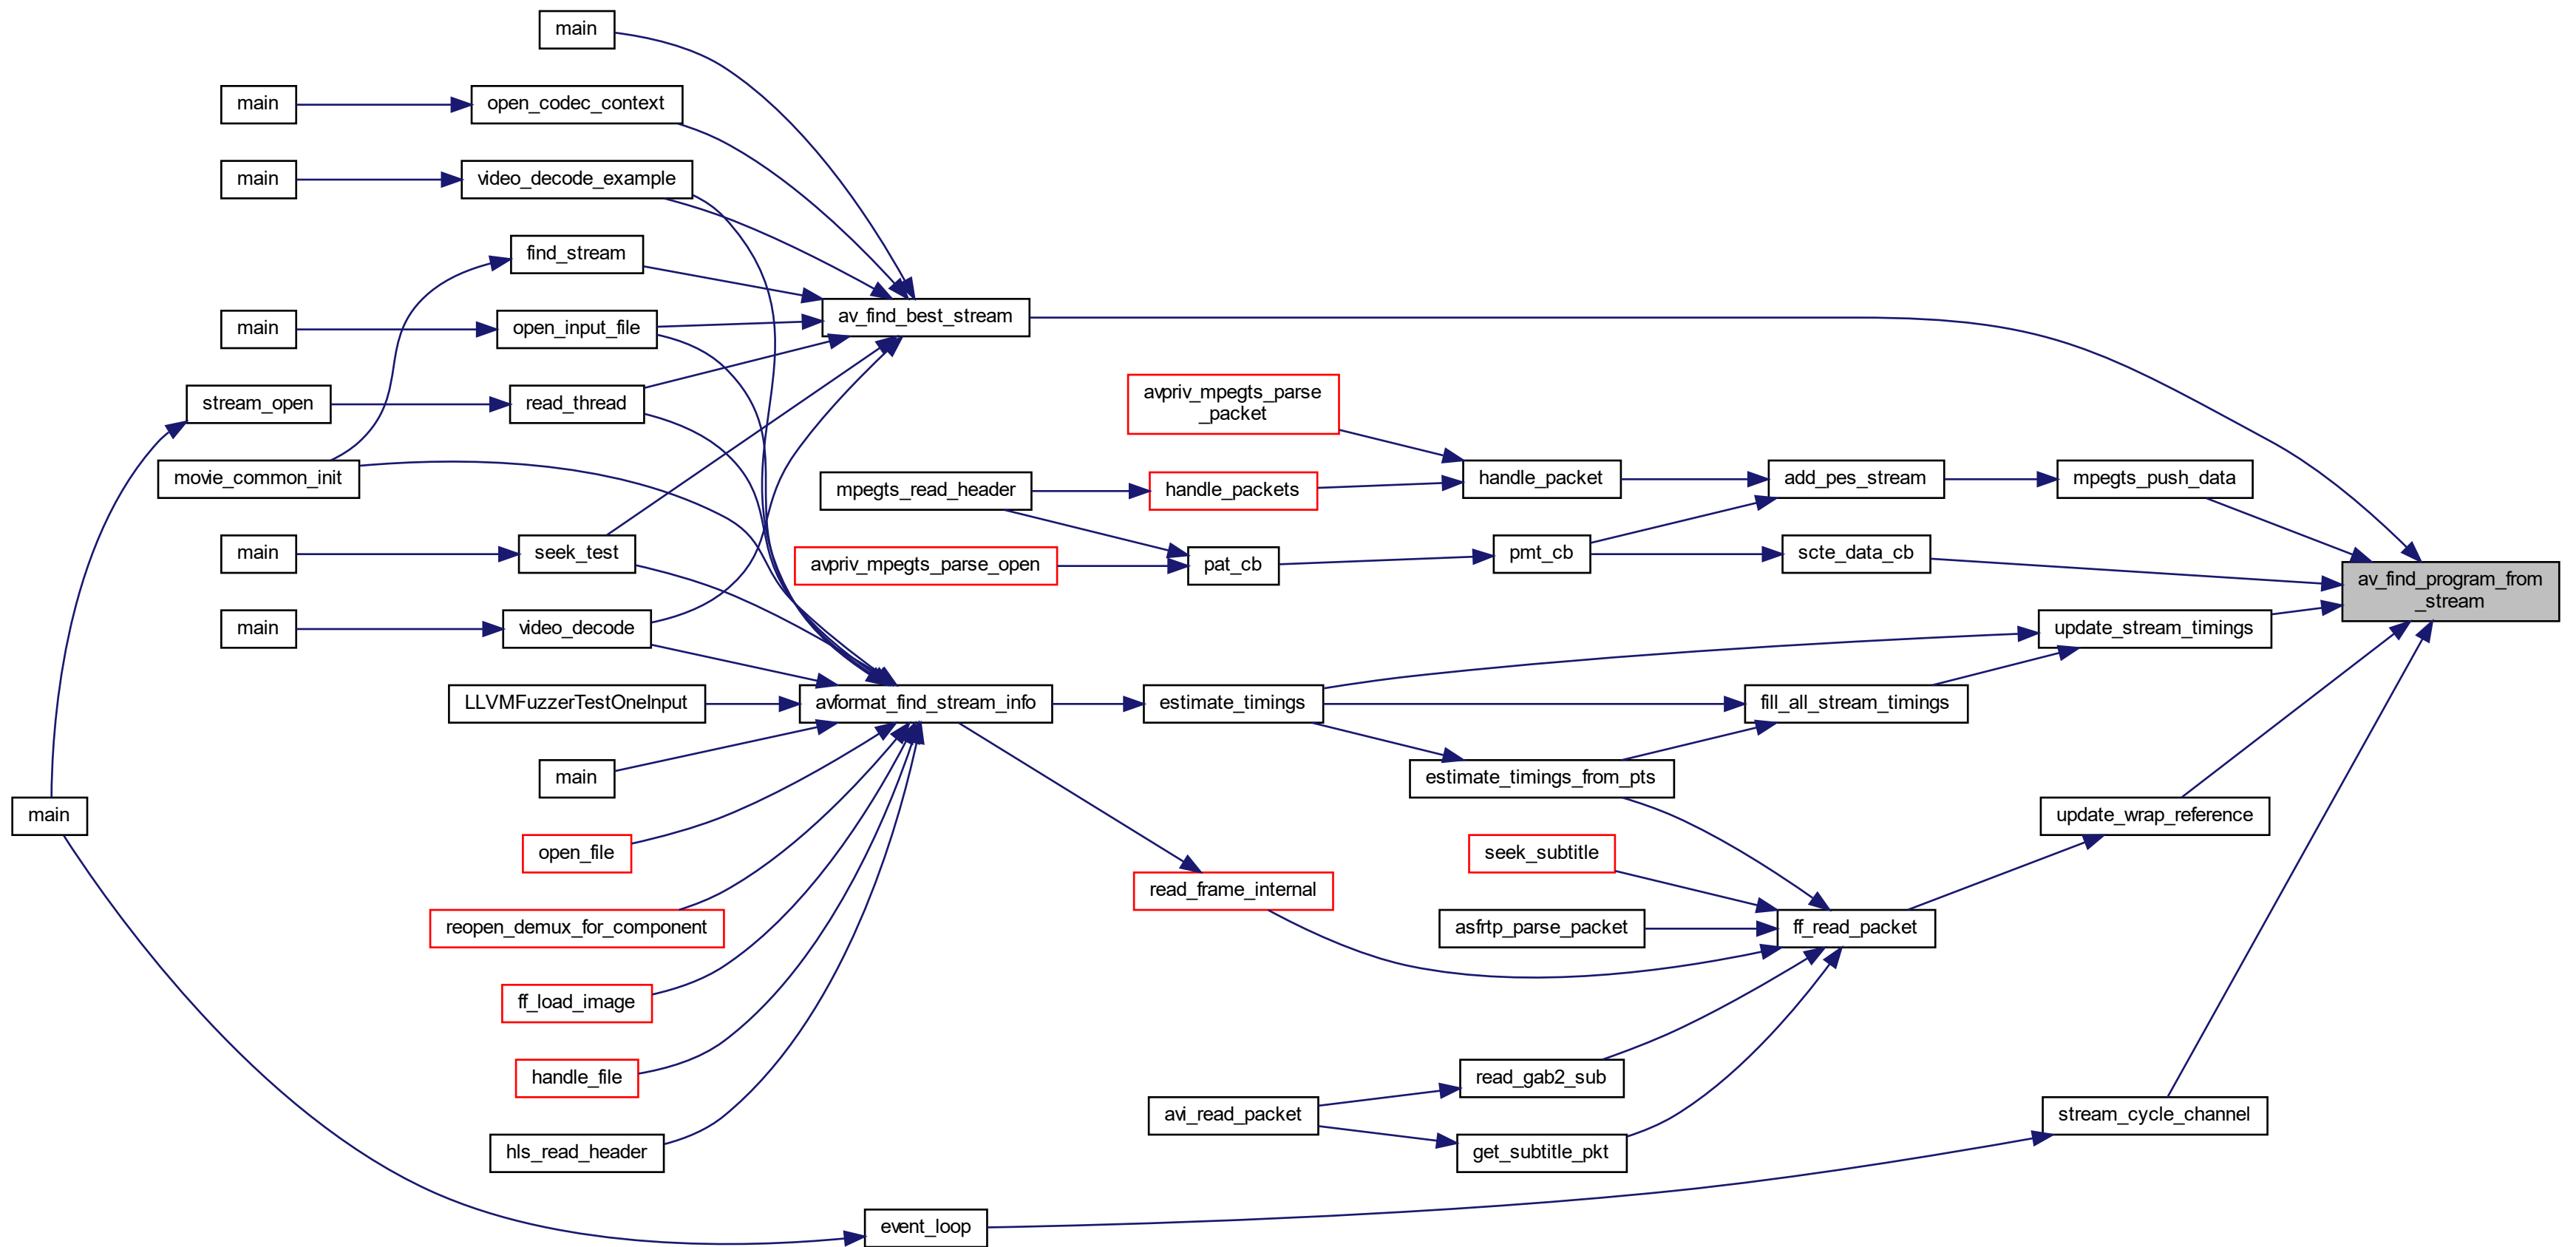 main
main
open_codec_context
main
video_decode_example
find_stream
main
open_input_file
av_find_best_stream
stream_open
read_thread
avpriv_mpegts_parse
_packet
movie_common_init
mpegts_read_header
handle_packets
handle_packet
add_pes_stream
mpegts_push_data
main
seek_test
avpriv_mpegts_parse_open
pat_cb
pmt_cb
scte_data_cb
av_find_program_from
_stream
main
video_decode
update_stream_timings
LLVMFuzzerTestOneInput
avformat_find_stream_info
estimate_timings
fill_all_stream_timings
main
estimate_timings_from_pts
main
update_wrap_reference
open_file
seek_subtitle
read_frame_internal
reopen_demux_for_component
asfrtp_parse_packet
ff_read_packet
ff_load_image
handle_file
read_gab2_sub
avi_read_packet
stream_cycle_channel
hls_read_header
get_subtitle_pkt
event_loop